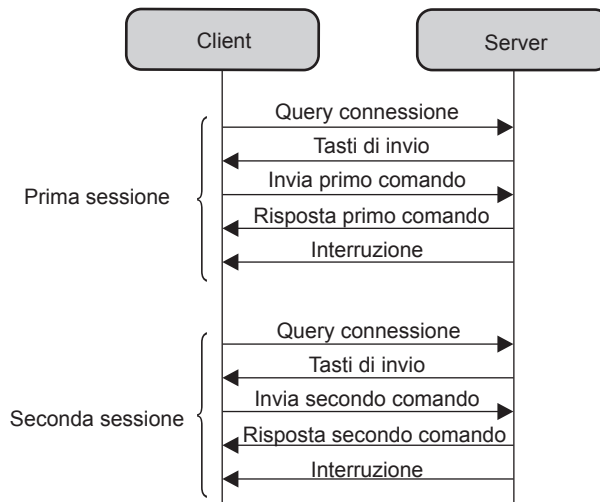 Client
Server
Query connessione
Tasti di invio
Invia primo comando
Prima sessione
Risposta primo comando
Interruzione
Query connessione
Tasti di invio
Invia secondo comando
Seconda sessione
Risposta secondo comando
Interruzione